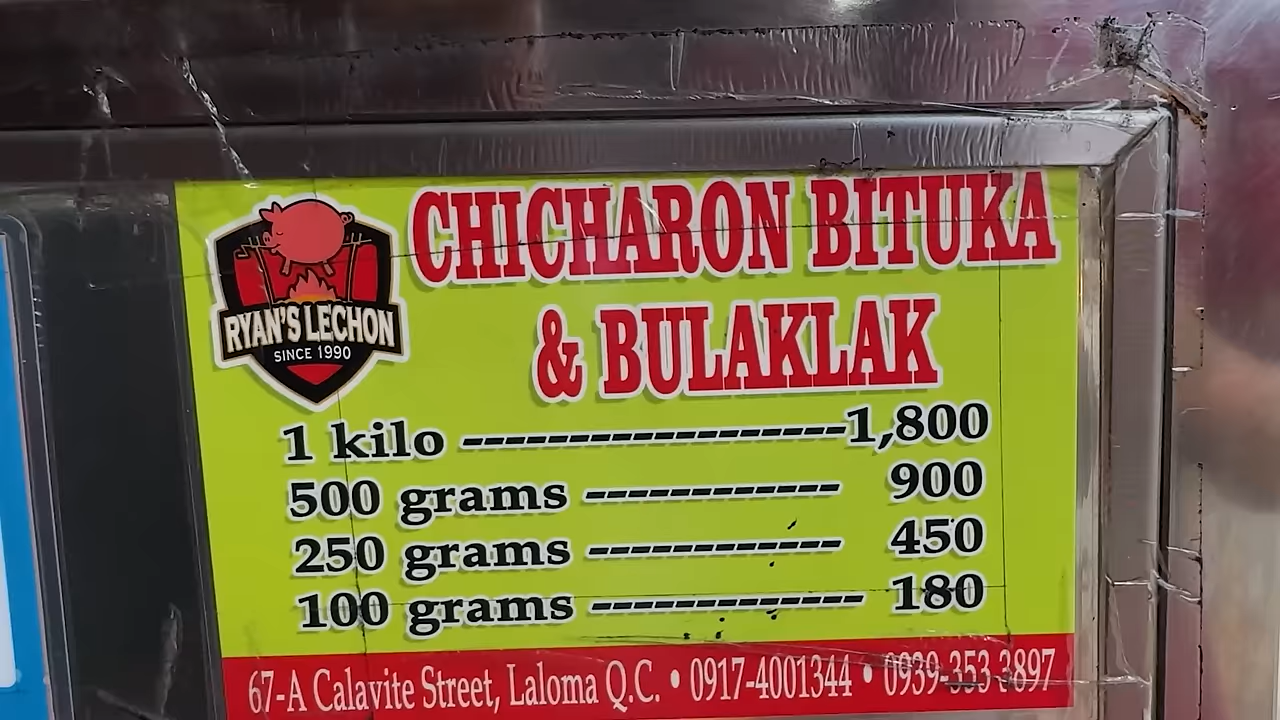 CHICHARON BITUKA
& BULAKLAK
RYAN'S LECHON
SINCE 1990
1 kilo ------------------1,800
500 grams ------------ 900
250 grams ------------ 450
100 grams ------------- 180
67-A Calavite Street, Laloma Q.C. • 0917-4001344 • 0939-353 3897